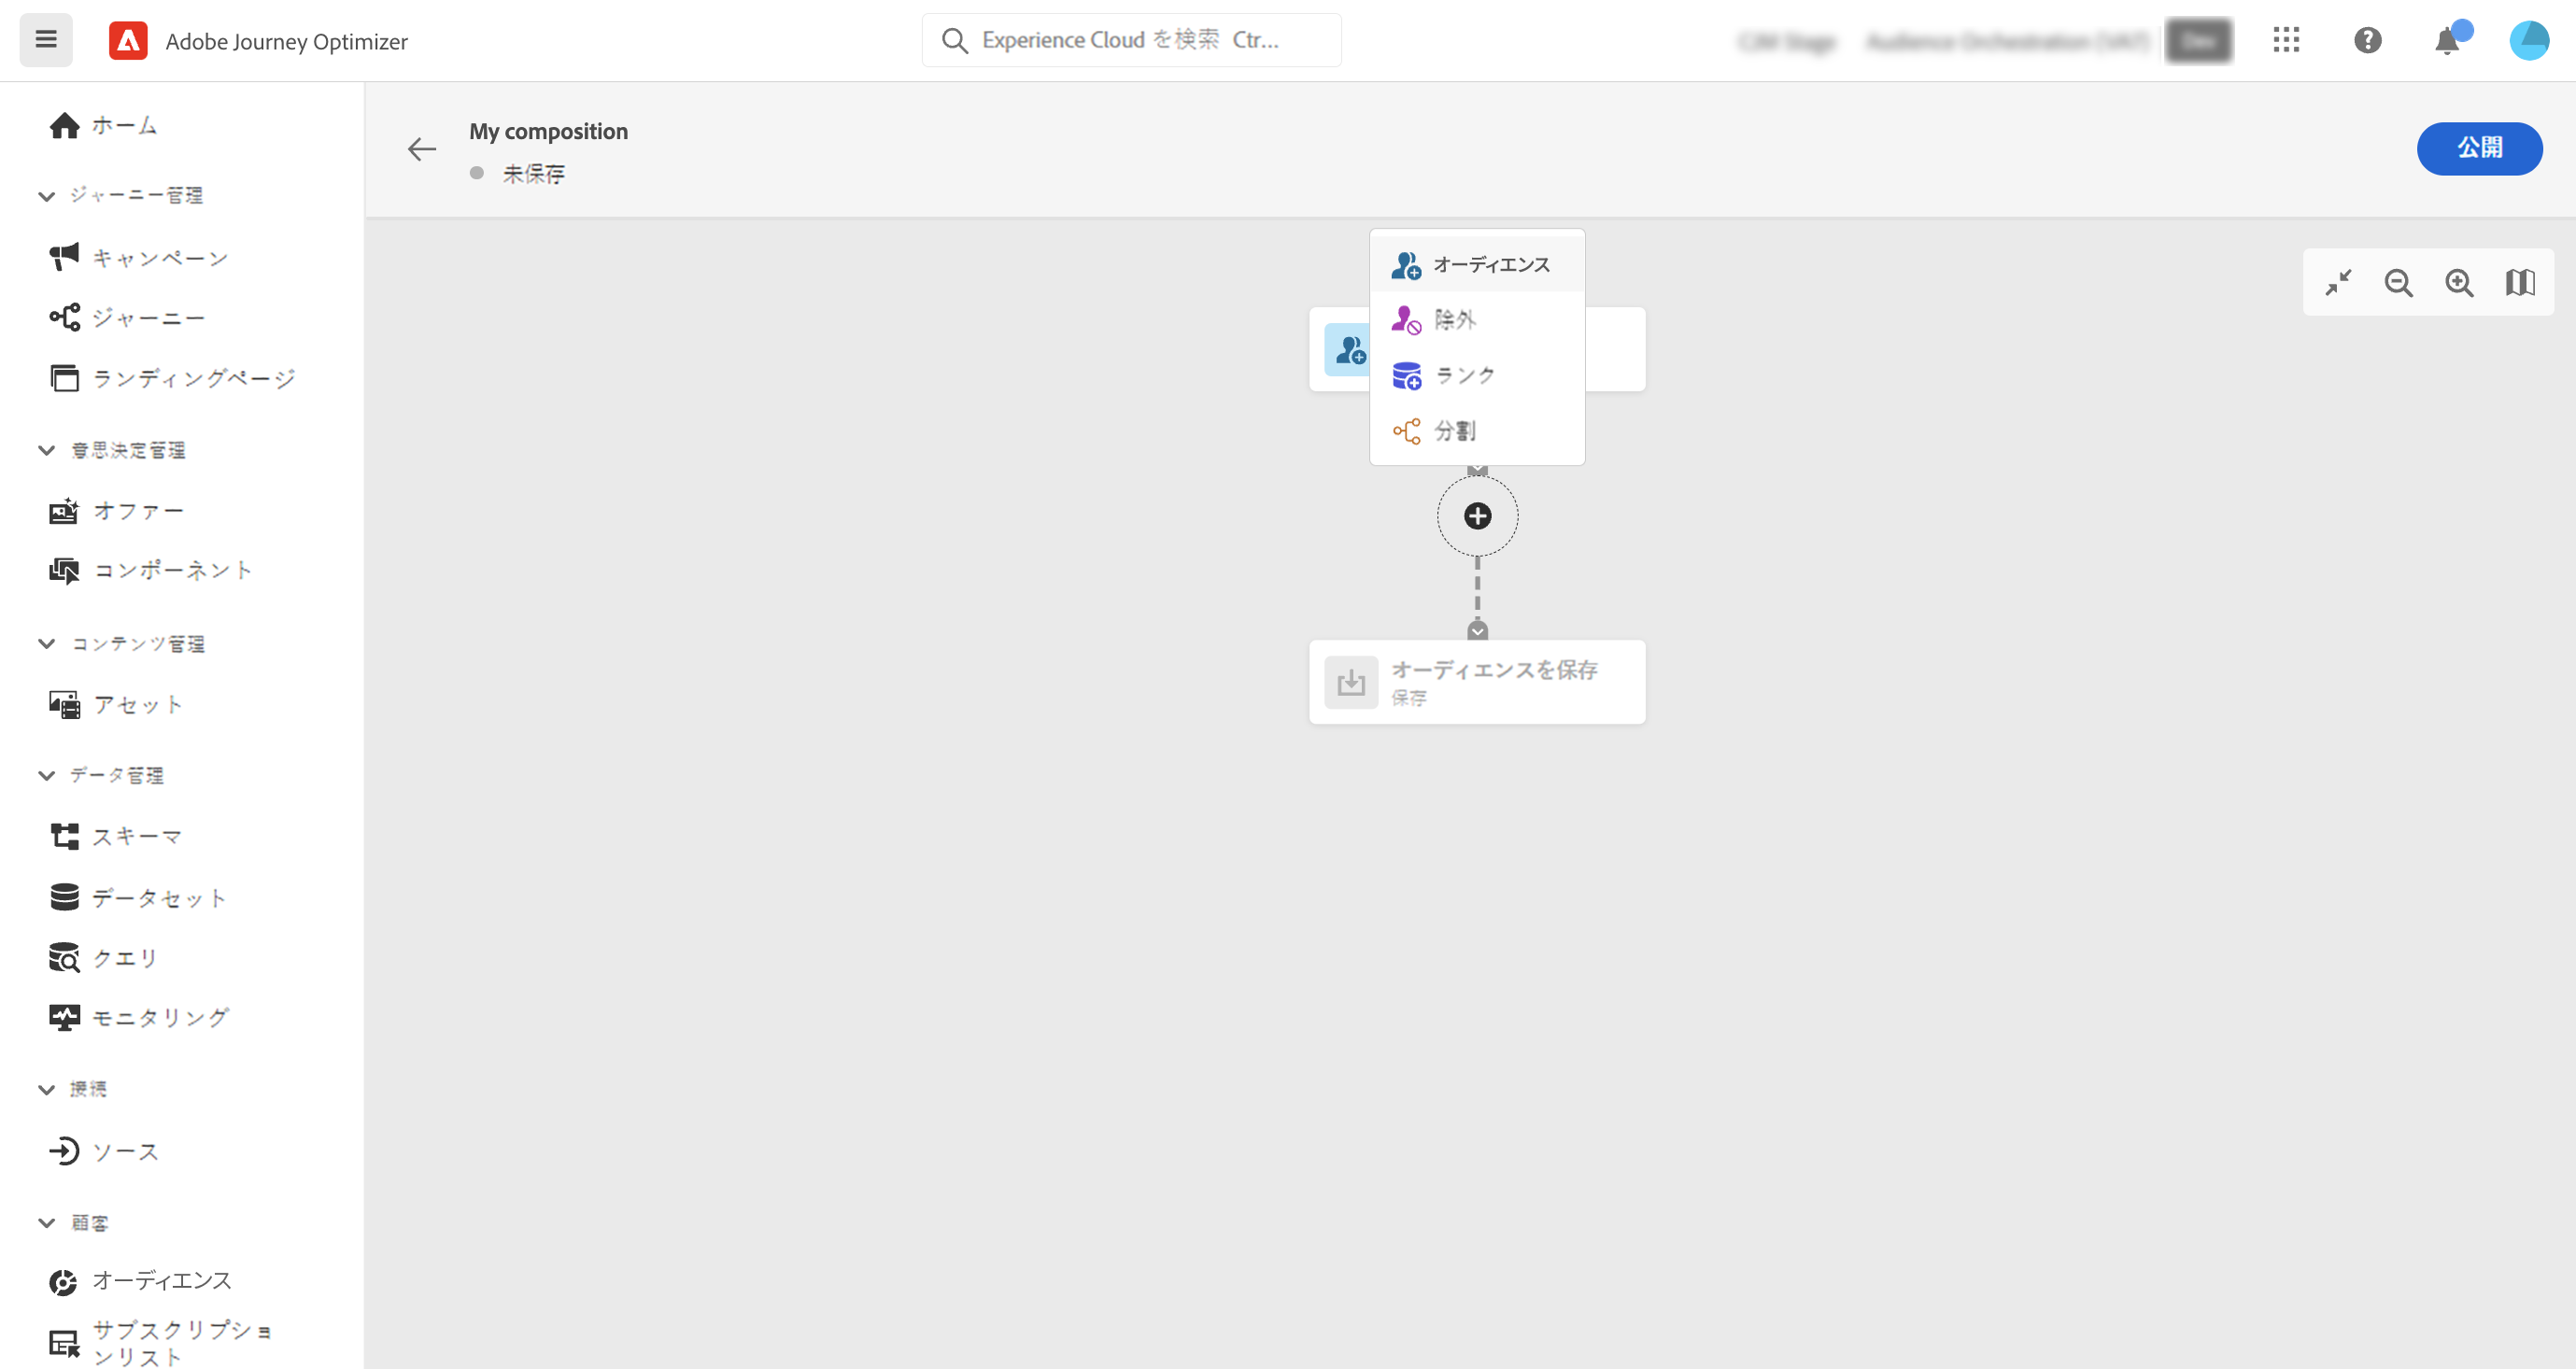 Adobe Journey Optimizer
Experience Cloud を検索 Ctr...
ホーム
ジャーニー管理
キャンペーン
ジャーニー
ランディングページ
意思決定管理
オファー
コンポーネント
コンテンツ管理
アセット
データ管理
スキーマ
データセット
クエリ
モニタリング
接続
ソース
顧客
オーディエンス
サブスクリプショ
ンリスト
My composition
未保存
公開
オーディエンス
除外
ランク
分割
オーディエンスを保存
保存